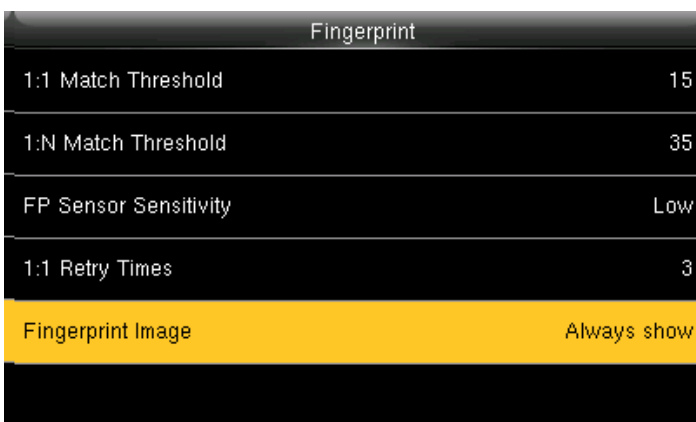 Fingerprint
1:1 Match Threshold 15
1:N Match Threshold 35
FP Sensor Sensitivity Low
1:1 Retry Times 3
Fingerprint Image Always show